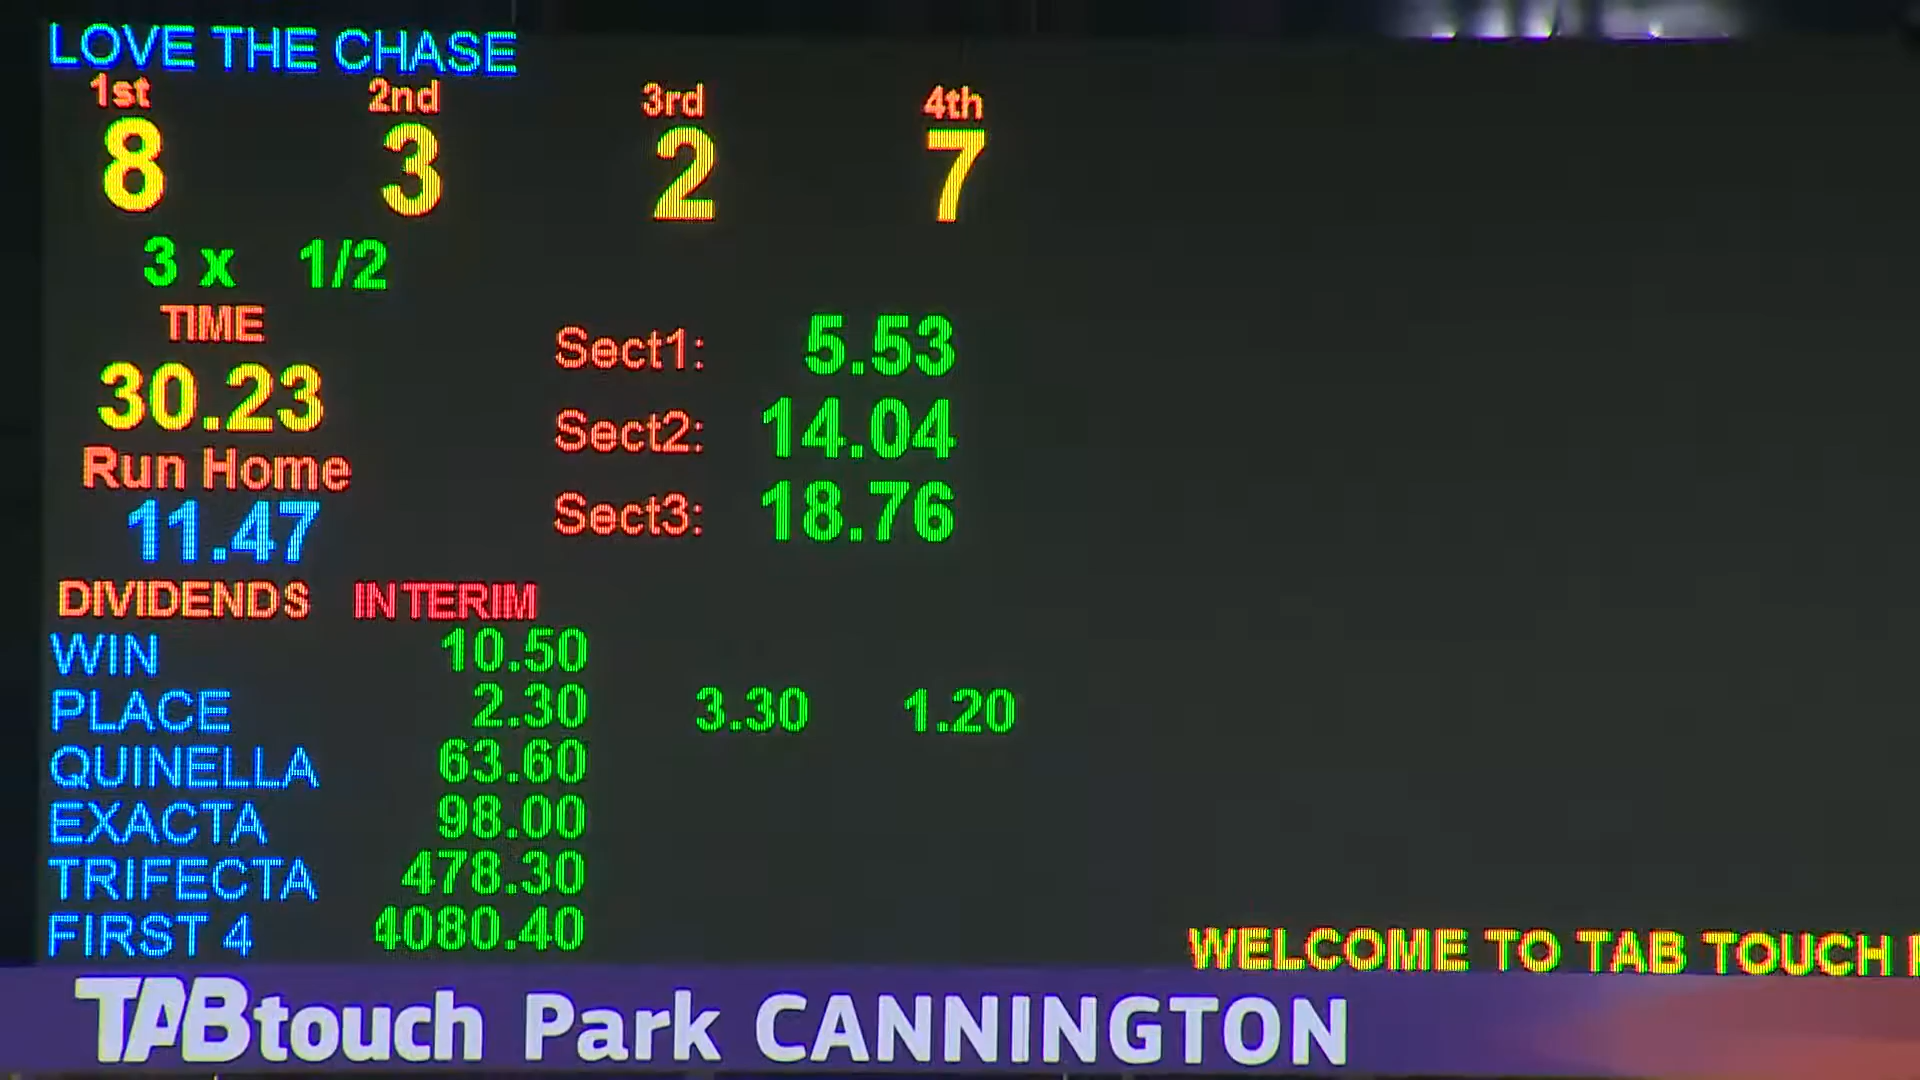 LOVE THE CHASE
1st 2nd 3rd 4th
8 3 2 7
3 x 1/2
TIME
30.23
Run Home
11.47
Sect1: 5.53
Sect2: 14.04
Sect3: 18.76
DIVIDENDS INTERIM
WIN 10.50
PLACE 2.30 3.30 1.20
QUINELLA 63.60
EXACTA 98.00
TRIFECTA 478.30
FIRST 4 4080.40
WELCOME TO TAB TOUCH
TABtouch Park CANNINGTON